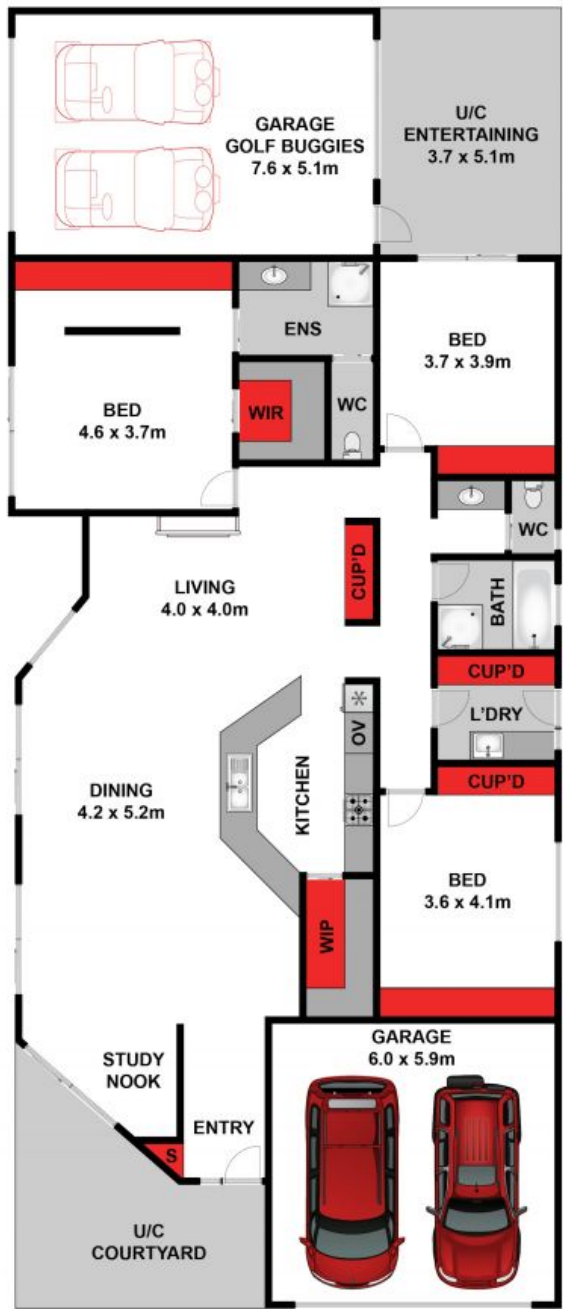 GARAGE
GOLF BUGGIES
7.6 x 5.1m
U/C
ENTERTAINING
3.7 x 5.1m
ENS
BED
3.7 x 3.9m
BED
4.6 x 3.7m
WIR
WC
WC
LIVING
4.0 x 4.0m
CUP'D
BATH
CUP'D
L'DRY
OV
KITCHEN
CUP'D
DINING
4.2 x 5.2m
BED
3.6 x 4.1m
WIP
GARAGE
6.0 x 5.9m
STUDY
NOOK
ENTRY
S
U/C
COURTYARD